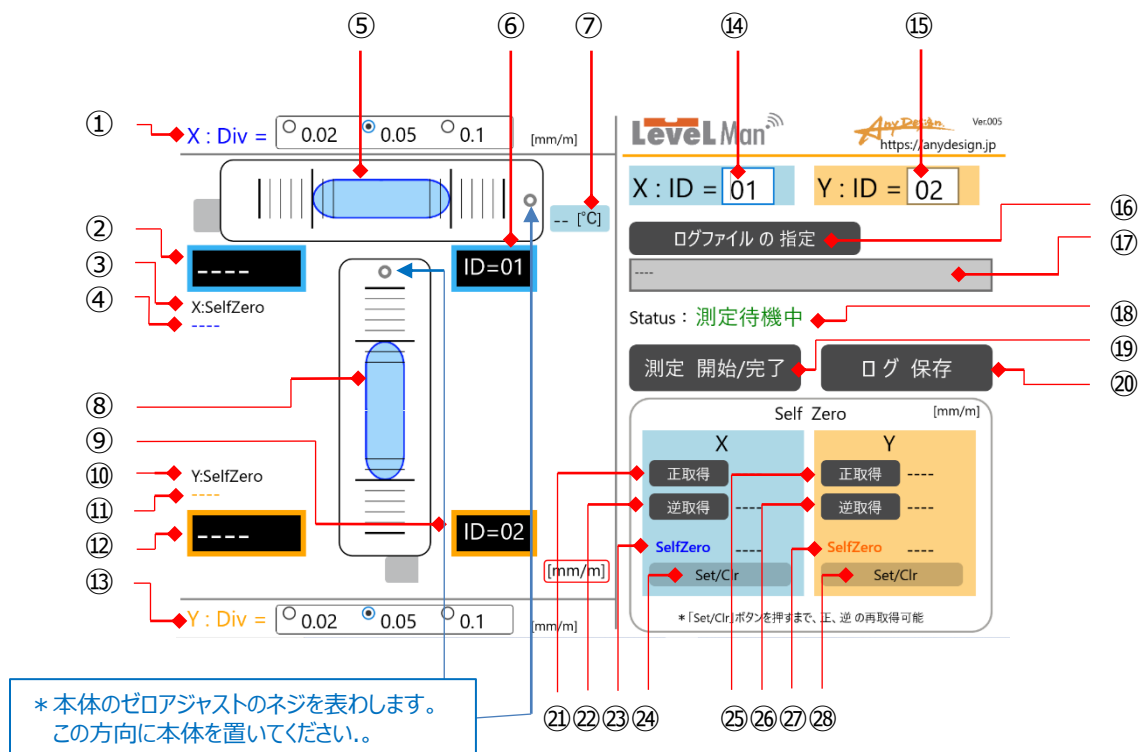 ⑤ ⑥ ⑦ ⑭ ⑮
① X : Div = 0.02 0.05 0.1 [mm/m]
LeveL Man
Any Design. Ver.005
https://anydesign.jp
X : ID = 01 Y : ID = 02
-- [°C]
⑯ ログファイル の 指定
⑰ ----
② ---- ID=01
③ X:SelfZero
④ ----
Status : 測定待機中 ⑱
測定 開始/完了 ⑲
ログ 保存 ⑳
Self Zero [mm/m]
X Y
⑧
⑨
⑩ Y:SelfZero
⑪ ----
⑫ ---- ID=02
正取得 正取得 ----
逆取得 ---- 逆取得 ----
SelfZero ---- SelfZero ----
Set/Clr Set/Clr
[mm/m]
*「Set/Clr」ボタンを押すまで、正、逆 の再取得可能
⑬ Y : Div = 0.02 0.05 0.1 [mm/m]
㉑ ㉒ ㉓ ㉔ ㉕ ㉖ ㉗ ㉘
*本体のゼロアジャストのネジを表わします。
この方向に本体を置いてください.。